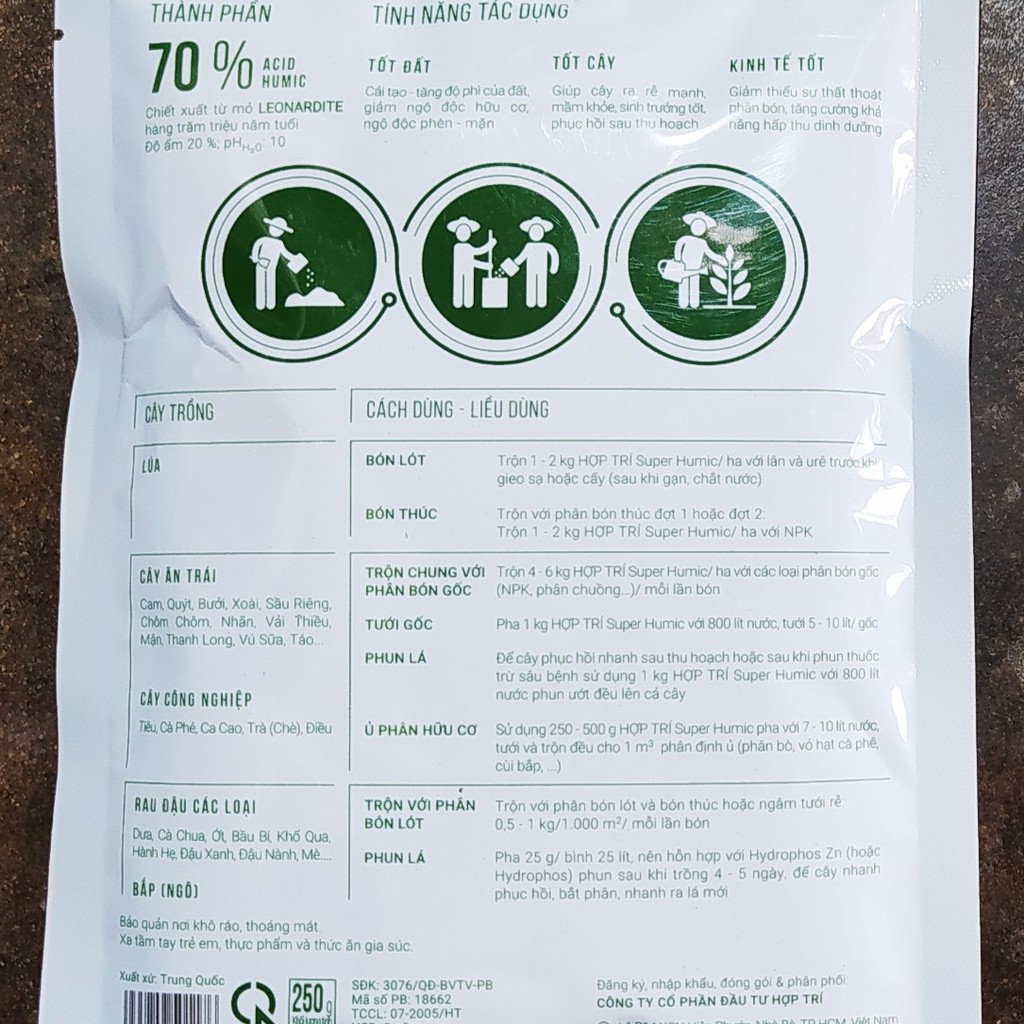 THÀNH PHẦN
TÍNH NĂNG TÁC DỤNG
70 % ACID HUMIC
Chiết xuất từ mỏ LEONARDITE
hàng trăm triệu năm tuổi
Độ ẩm 20 %; pHH₂O: 10
TỐT ĐẤT
Cải tạo - tăng độ phì của đất,
giảm ngộ độc hữu cơ,
ngộ độc phèn - mặn
TỐT CÂY
Giúp cây ra rễ mạnh,
mầm khỏe, sinh trưởng tốt,
phục hồi sau thu hoạch
KINH TẾ TỐT
Giảm thiểu sự thất thoát
phân bón, tăng cường khả
năng hấp thu dinh dưỡng
CÂY TRỒNG
CÁCH DÙNG - LIỀU DÙNG
LÚA
BÓN LÓT
Trộn 1 - 2 kg HỢP TRÍ Super Humic/ ha với lân và urê trước khi
gieo sạ hoặc cấy (sau khi gạn, chắt nước)
BÓN THÚC
Trộn với phân bón thúc đợt 1 hoặc đợt 2:
Trộn 1 - 2 kg HỢP TRÍ Super Humic/ ha với NPK
CÂY ĂN TRÁI
Cam, Quýt, Bưởi, Xoài, Sầu Riêng,
Chôm Chôm, Nhãn, Vải Thiều,
Mận, Thanh Long, Vú Sữa, Táo...
CÂY CÔNG NGHIỆP
Tiêu, Cà Phê, Ca Cao, Trà (Chè), Điều
TRỘN CHUNG VỚI
PHÂN BÓN GỐC
Trộn 4 - 6 kg HỢP TRÍ Super Humic/ ha với các loại phân bón gốc
(NPK, phân chuồng...)/ mỗi lần bón
TƯỚI GỐC
Pha 1 kg HỢP TRÍ Super Humic với 800 lít nước, tưới 5 - 10 lít/ gốc
PHUN LÁ
Để cây phục hồi nhanh sau thu hoạch hoặc sau khi phun thuốc
trừ sâu bệnh sử dụng 1 kg HỢP TRÍ Super Humic với 800 lít
nước phun ướt đều lên cả cây
Ủ PHÂN HỮU CƠ
Sử dụng 250 - 500 g HỢP TRÍ Super Humic pha với 7 - 10 lít nước,
tưới và trộn đều cho 1 m³ phân định ủ (phân bò, vỏ hạt cà phê,
cùi bắp, ...)
RAU ĐẬU CÁC LOẠI
Dưa, Cà Chua, Ớt, Bầu Bí, Khổ Qua,
Hành Hẹ, Đậu Xanh, Đậu Nành, Mè....
BẮP (NGÔ)
TRỘN VỚI PHÂN
BÓN LÓT
Trộn với phân bón lót và bón thúc hoặc ngâm tưới rễ:
0,5 - 1 kg/1.000 m²/ mỗi lần bón
PHUN LÁ
Pha 25 g/ bình 25 lít, nên hỗn hợp với Hydrophos Zn (hoặc
Hydrophos) phun sau khi trồng 4 - 5 ngày, để cây nhanh
phục hồi, bắt phân, nhanh ra lá mới
Bảo quản nơi khô ráo, thoáng mát.
Xa tầm tay trẻ em, thực phẩm và thức ăn gia súc.
Xuất xứ: Trung Quốc
250g
SĐK: 3076/QĐ-BVTV-PB
Mã số PB: 18662
TCCL: 07-2005/HT
Đăng ký, nhập khẩu, đóng gói & phân phối:
CÔNG TY CỔ PHẦN ĐẦU TƯ HỢP TRÍ